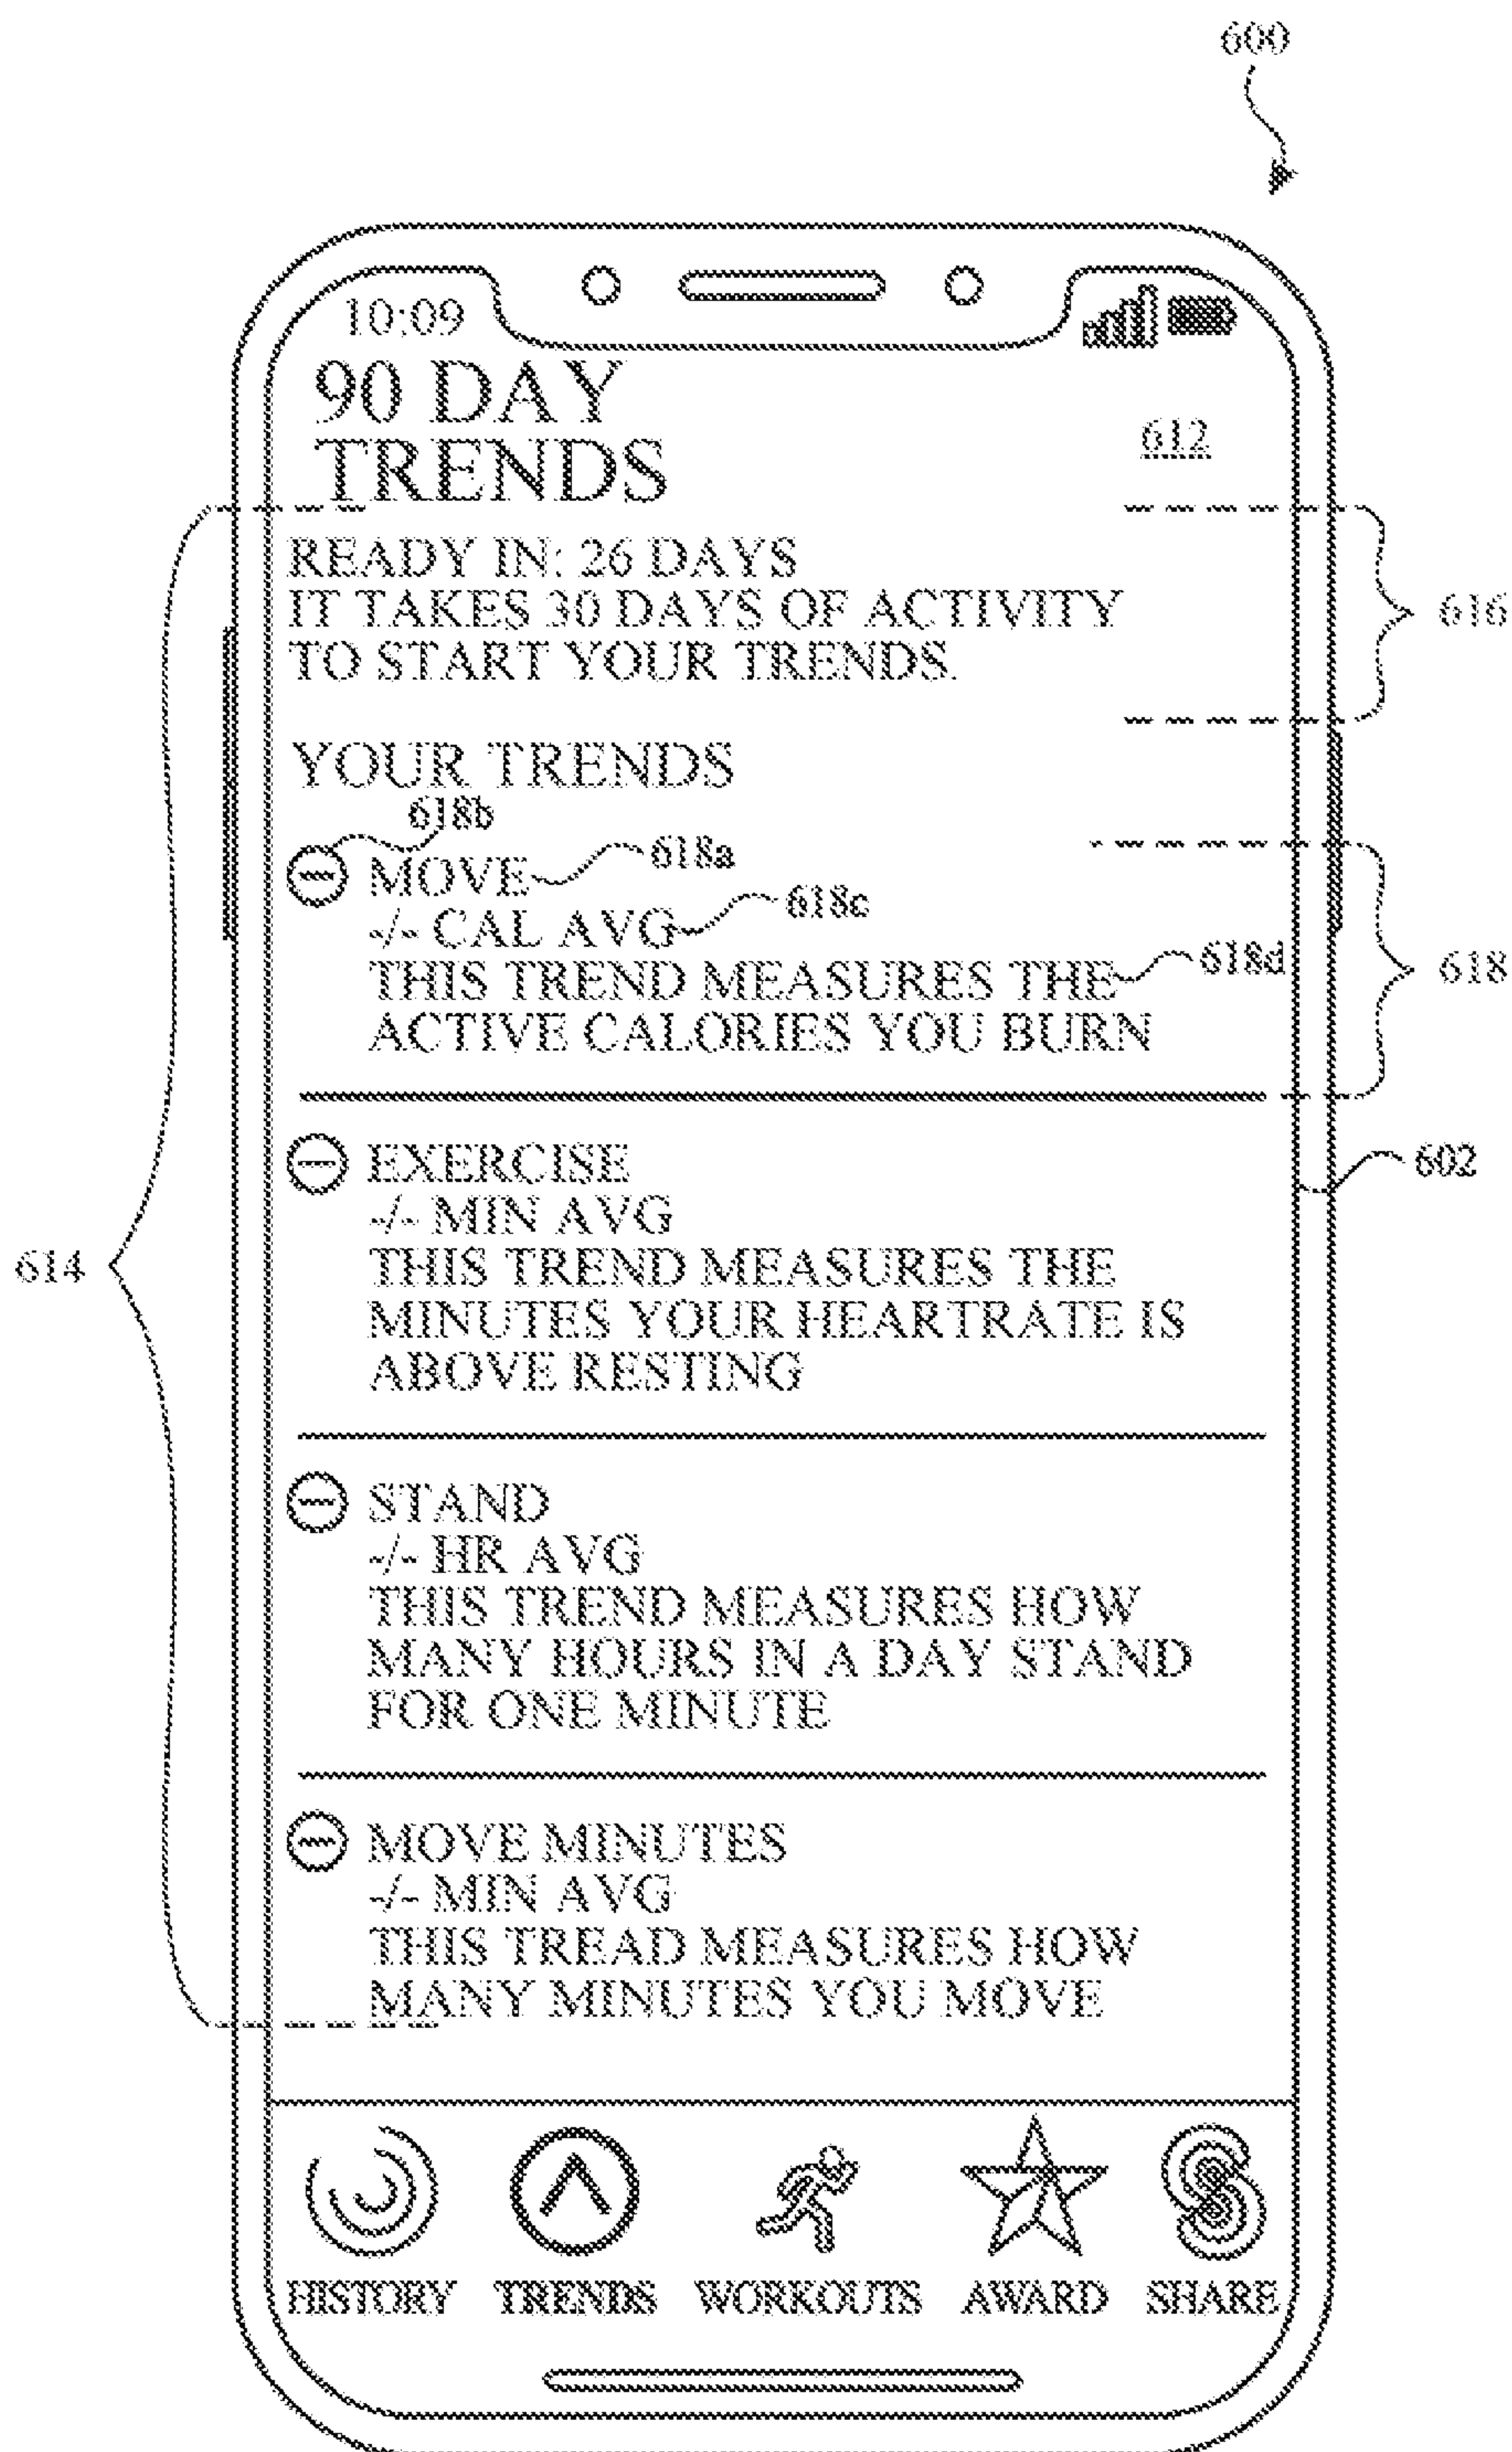 600
10:09
90 DAY
TRENDS
612
READY IN: 26 DAYS
IT TAKES 30 DAYS OF ACTIVITY
TO START YOUR TRENDS.
616
YOUR TRENDS
618b
MOVE
618a
-/- CAL AVG
618c
THIS TREND MEASURES THE
618d
618
ACTIVE CALORIES YOU BURN
EXERCISE
602
-/- MIN AVG
THIS TREND MEASURES THE
614
MINUTES YOUR HEARTRATE IS
ABOVE RESTING
STAND
-/- HR AVG
THIS TREND MEASURES HOW
MANY HOURS IN A DAY STAND
FOR ONE MINUTE
MOVE MINUTES
-/- MIN AVG
THIS TREAD MEASURES HOW
MANY MINUTES YOU MOVE
HISTORY TRENDS WORKOUTS AWARD SHARE